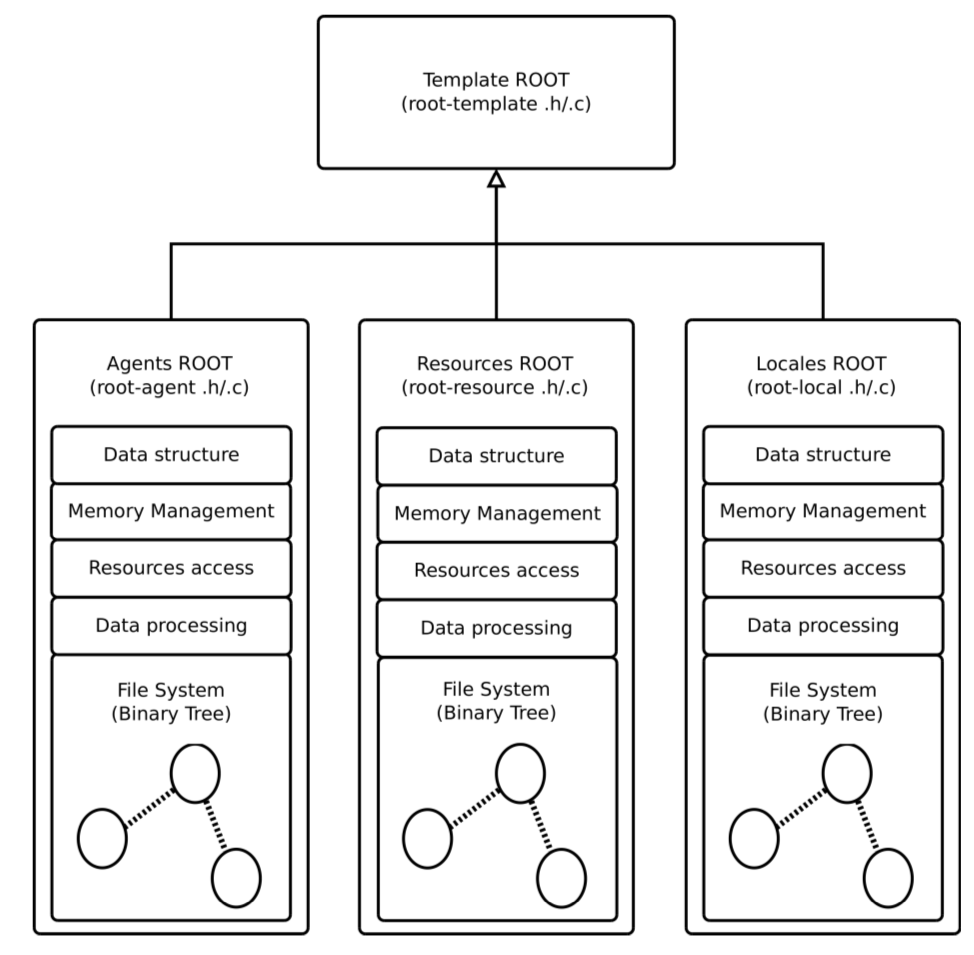 Template ROOT
(root-template .h/.c)
Agents ROOT
(root-agent .h/.c)
Data structure
Memory Management
Resources access
Data processing
File System
(Binary Tree)
Resources ROOT
(root-resource .h/.c)
Data structure
Memory Management
Resources access
Data processing
File System
(Binary Tree)
Locales ROOT
(root-local .h/.c)
Data structure
Memory Management
Resources access
Data processing
File System
(Binary Tree)